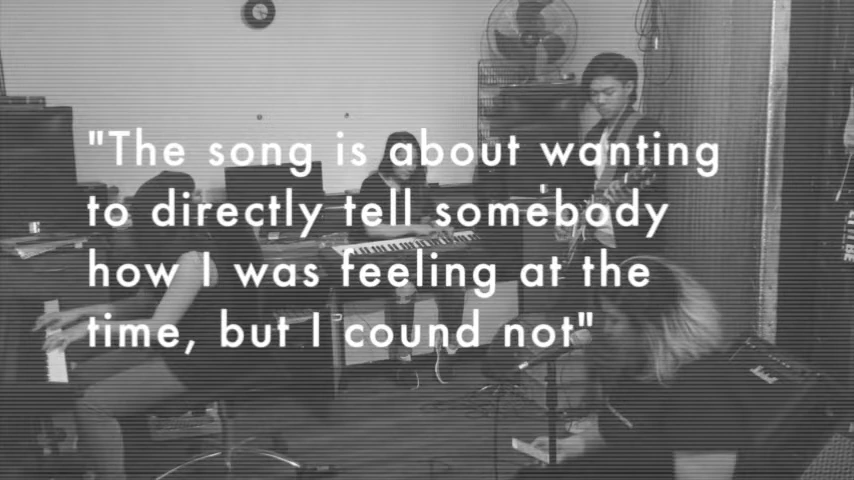 "The song is about wanting
to directly tell somebody
how I was feeling at the
time, but I cound not"